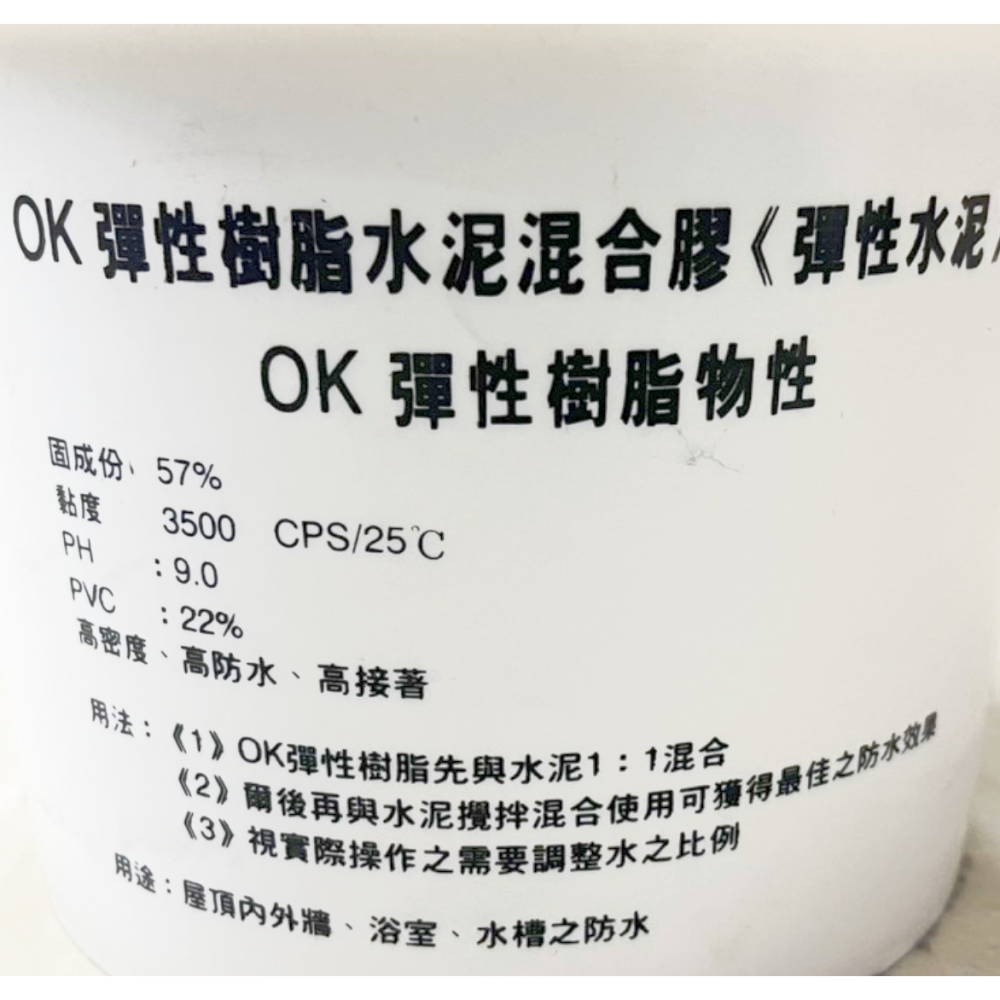 OK 彈性樹脂水泥混合膠《彈性水泥》
OK 彈性樹脂物性
固成份、57%
黏度 3500 CPS/25℃
PH :9.0
PVC :22%
高密度、高防水、高接著
用法：《1》OK彈性樹脂先與水泥1：1混合
《2》爾後再與水泥攪拌混合使用可獲得最佳之防水效果
《3》視實際操作之需要調整水之比例
用途：屋頂內外牆、浴室、水槽之防水